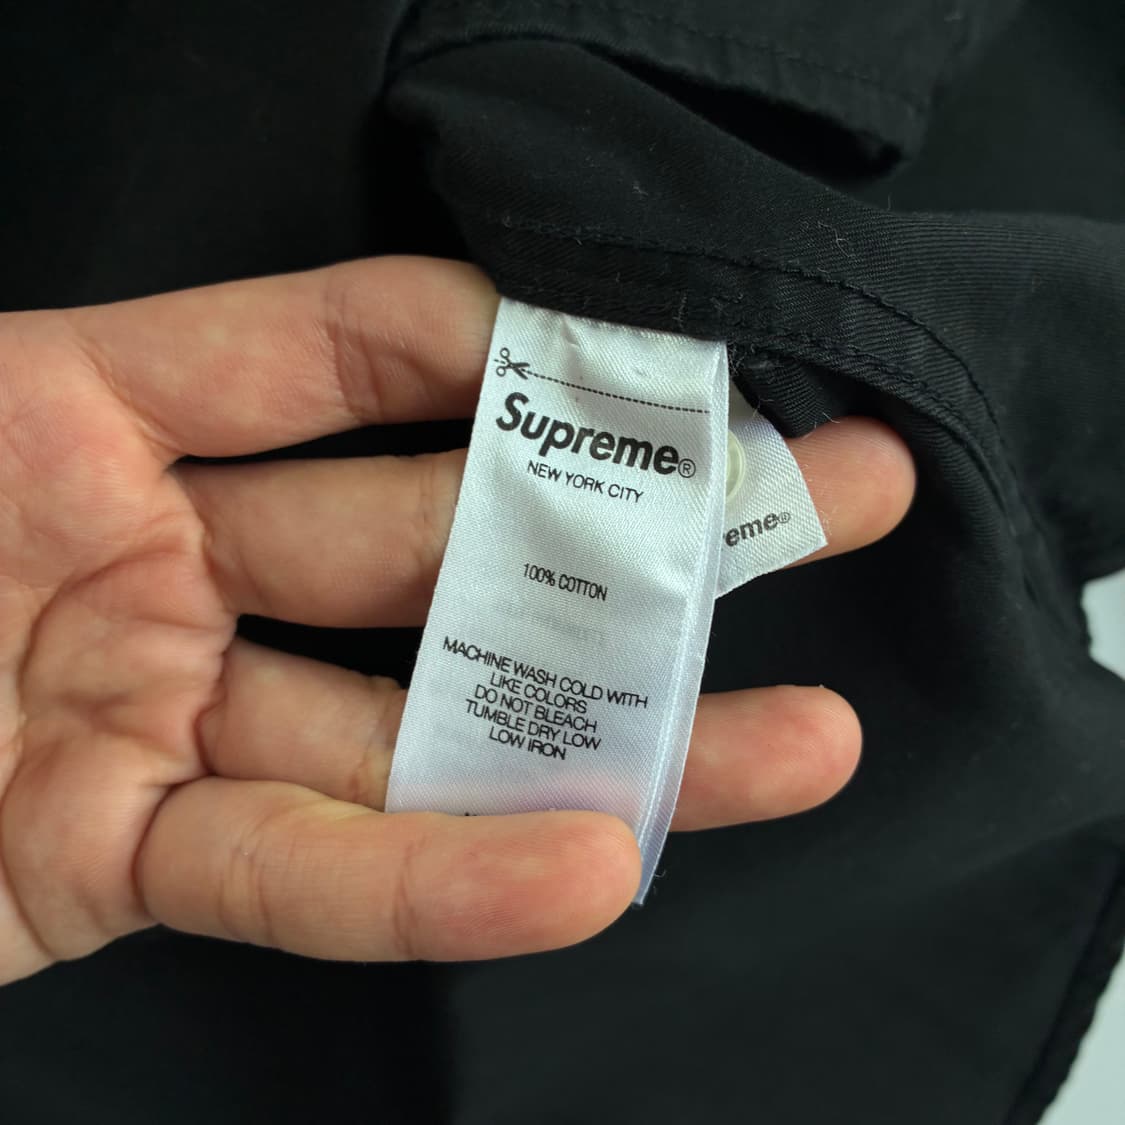 Supreme®
NEW YORK CITY
eme®
100% COTTON
MACHINE WASH COLD WITH
LIKE COLORS
DO NOT BLEACH
TUMBLE DRY LOW
LOW IRON